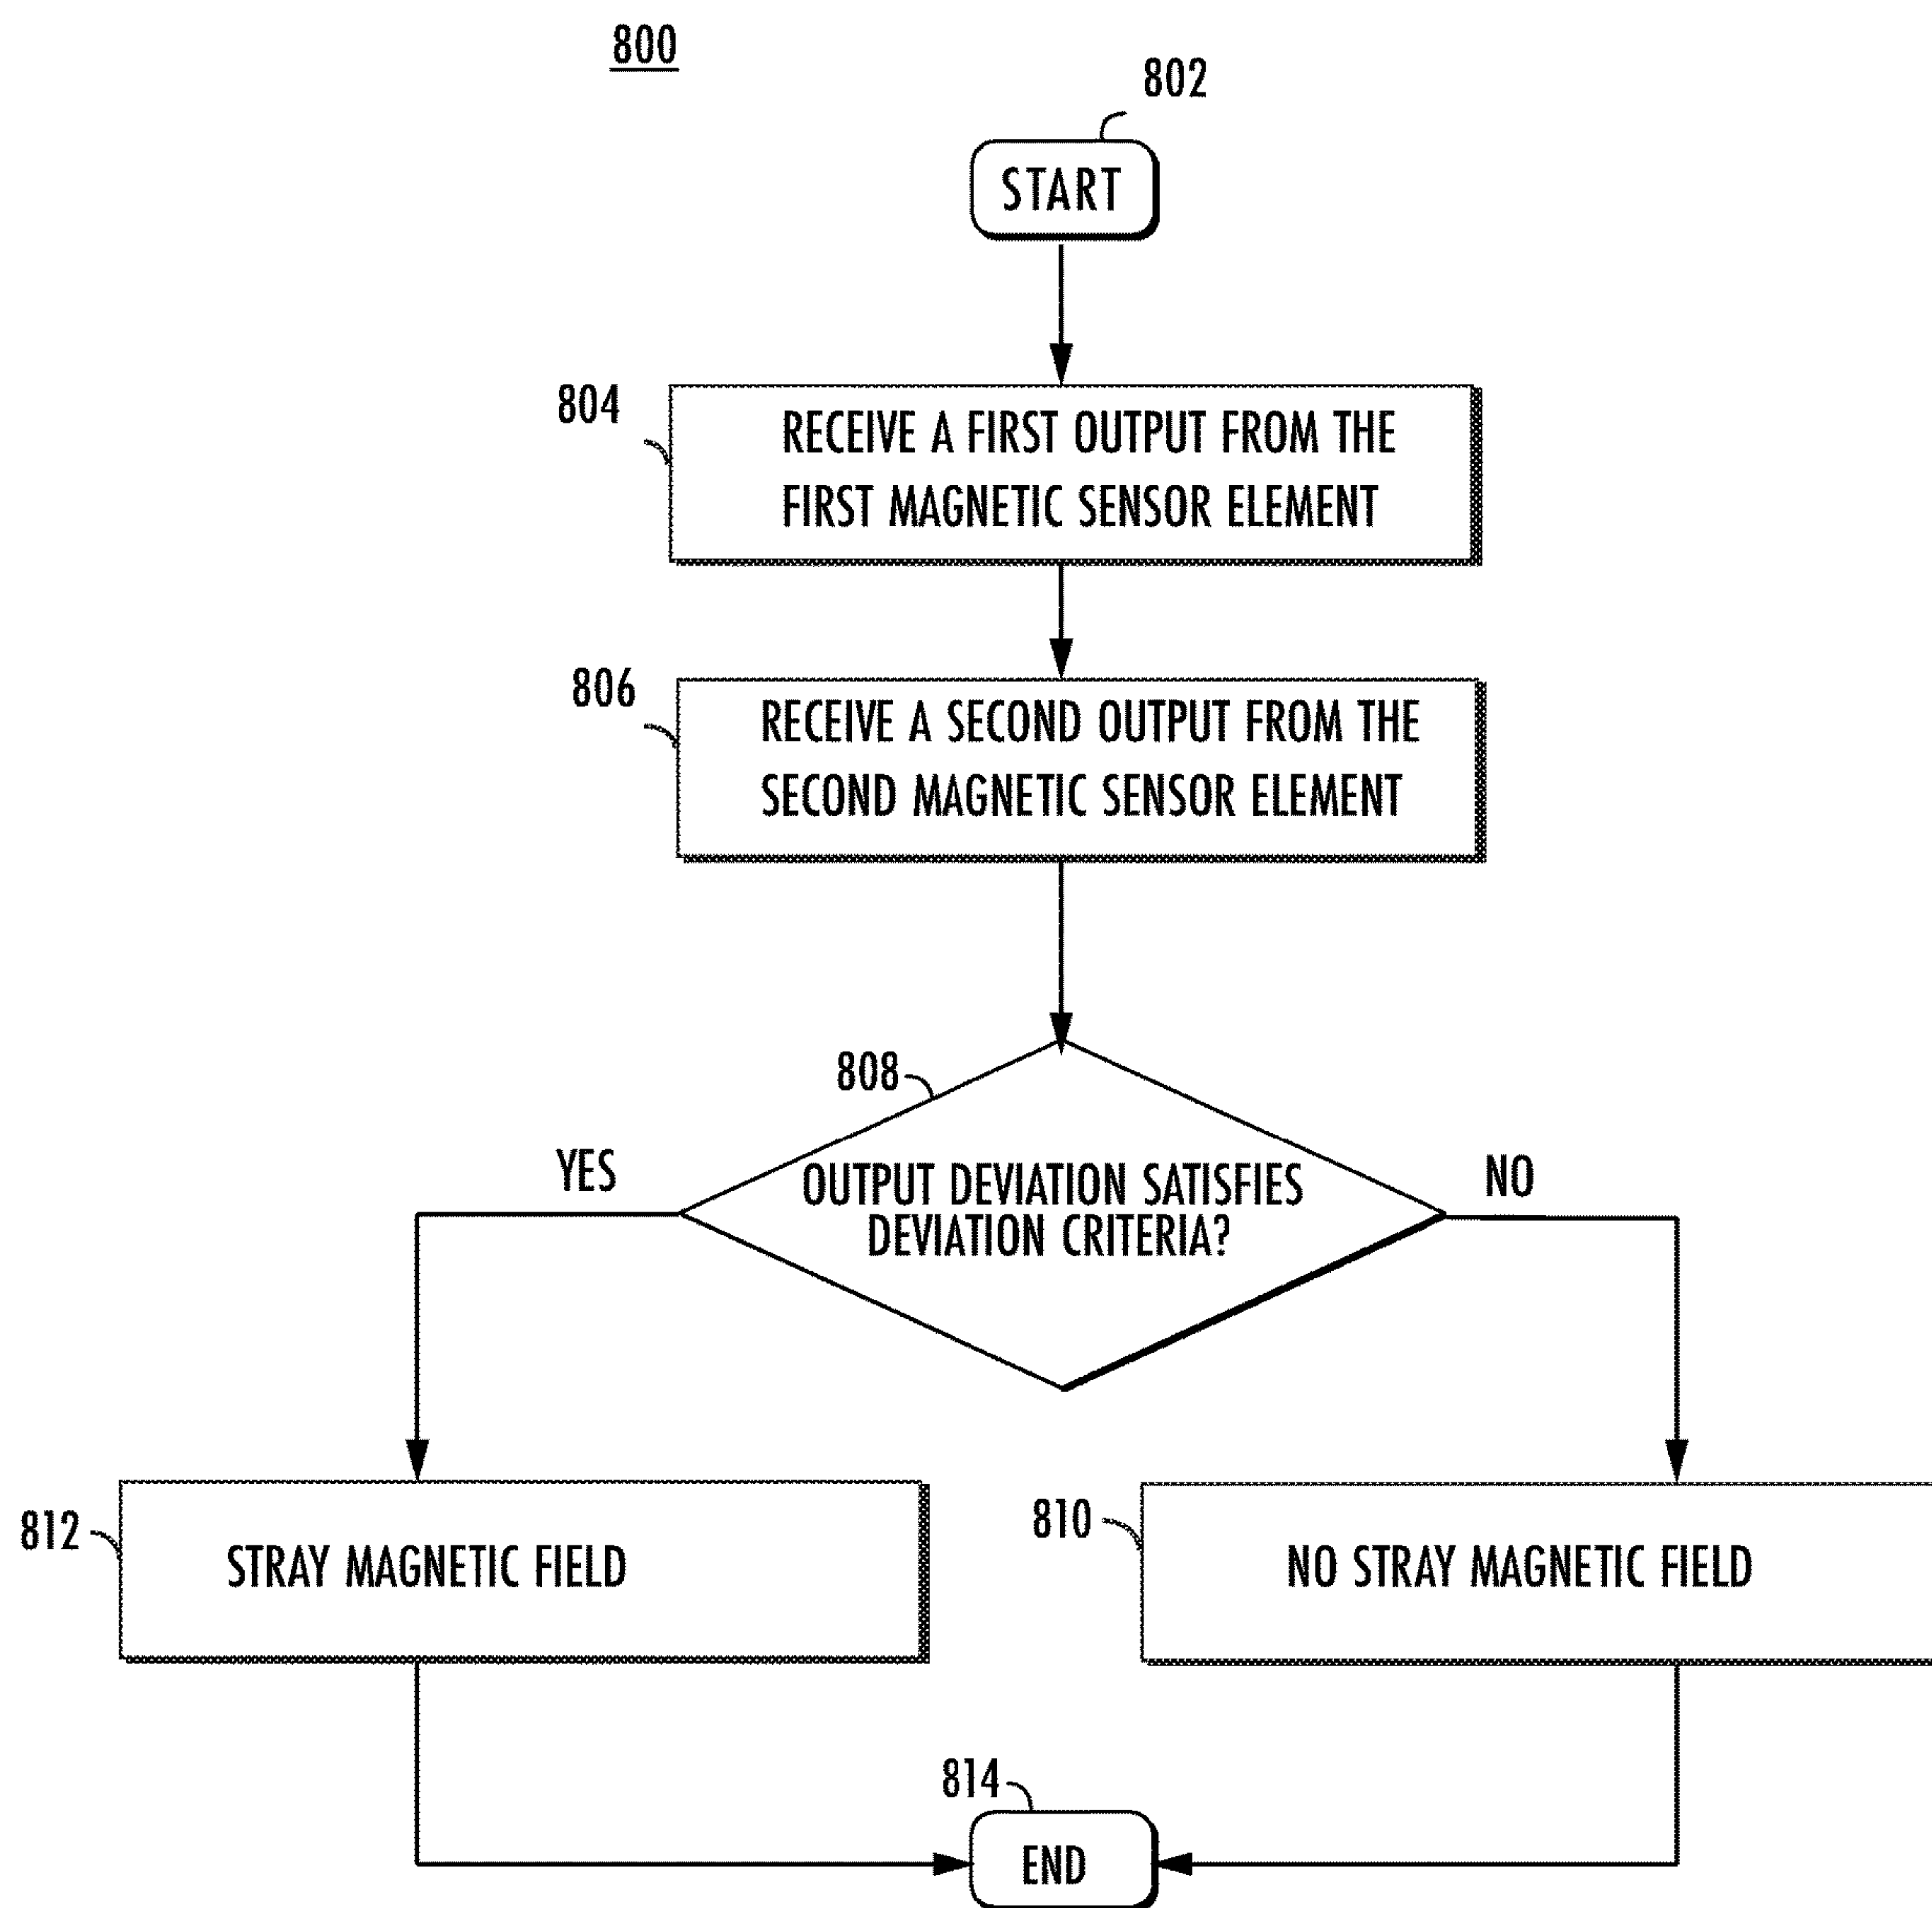 800
802
START
804
RECEIVE A FIRST OUTPUT FROM THE
FIRST MAGNETIC SENSOR ELEMENT
806
RECEIVE A SECOND OUTPUT FROM THE
SECOND MAGNETIC SENSOR ELEMENT
808
YES
OUTPUT DEVIATION SATISFIES
DEVIATION CRITERIA?
NO
812
STRAY MAGNETIC FIELD
810
NO STRAY MAGNETIC FIELD
814
END